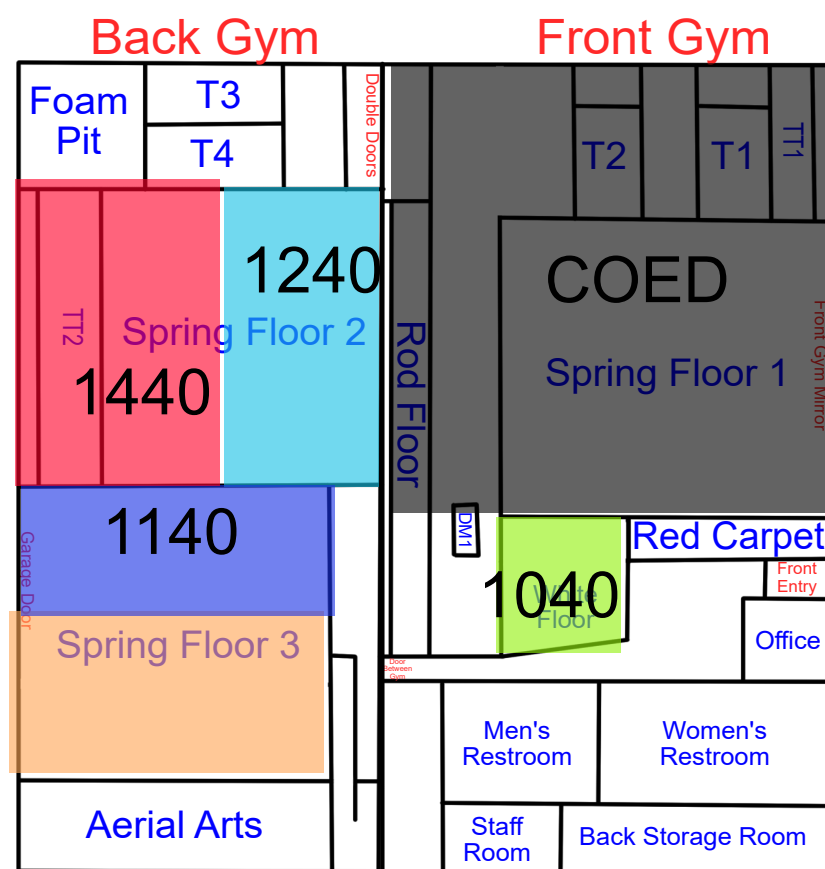 Back Gym
Front Gym
Foam
Pit
T3
T4
Double Doors
T2
T1
TT1
1240
COED
TT2
Spring Floor 2
1440
Rod Floor
Spring Floor 1
Front Gym Mirror
1140
Garage Door
DM1
Red Carpet
1040
White
Floor
Front
Entry
Spring Floor 3
Office
Door
Between
Gym
Men's
Restroom
Women's
Restroom
Aerial Arts
Staff
Room
Back Storage Room